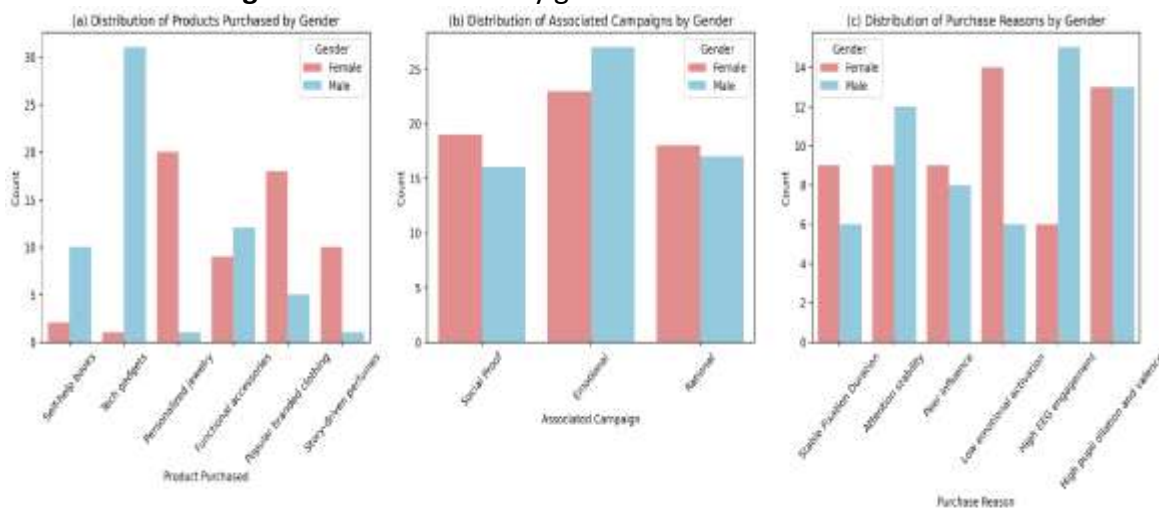 (a) Distribution of Products Purchased by Gender
Gender
Female
Male
Count
30
25
20
15
10
5
0
Self-help books
Tech gadgets
Personalized jewelry
Functional accessories
Popular branded clothing
Story-driven perfumes
Product Purchased
(b) Distribution of Associated Campaigns by Gender
Gender
Female
Male
Count
25
20
15
10
5
0
Social Proof
Emotional
Rational
Associated Campaign
(c) Distribution of Purchase Reasons by Gender
Gender
Female
Male
Count
14
12
10
8
6
4
2
0
Stable Fixation Duration
Attention stability
Peer influence
Low emotional activation
High EEG engagement
High pupil dilation and valence
Purchase Reason